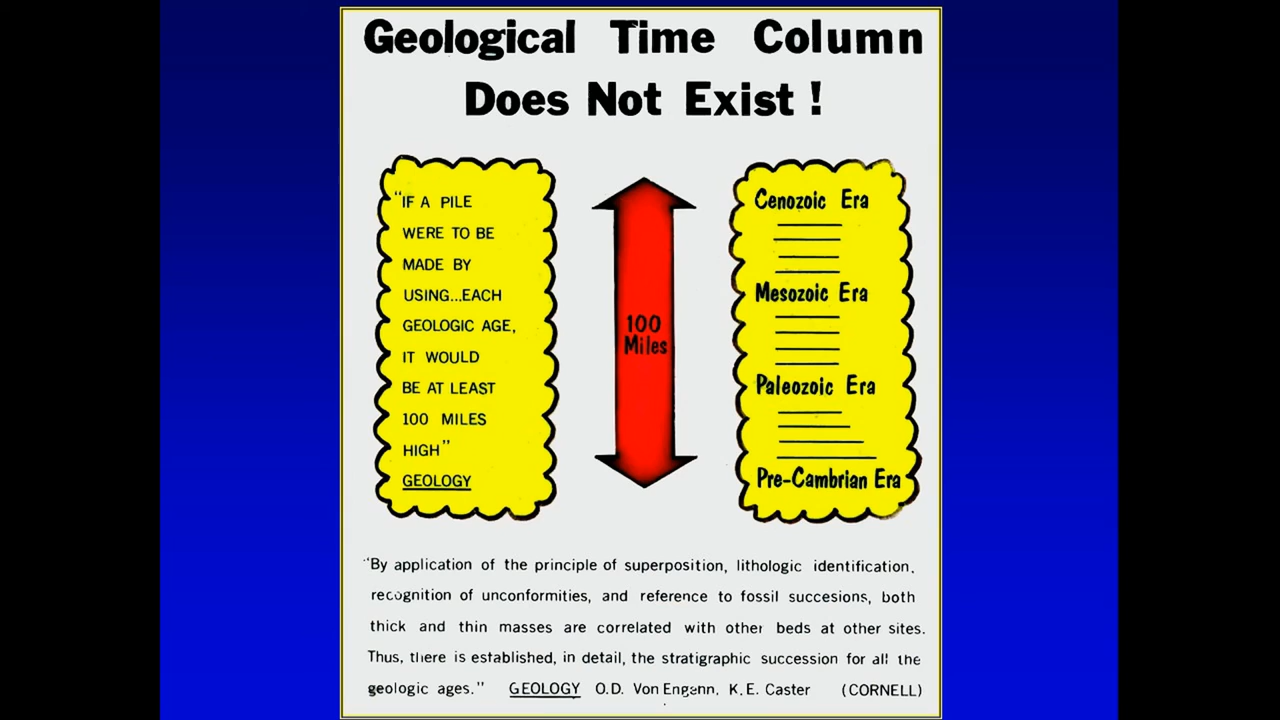 Geological Time Column
Does Not Exist !
"IF A PILE
WERE TO BE
MADE BY
USING...EACH
GEOLOGIC AGE,
IT WOULD
BE AT LEAST
100 MILES
HIGH"
GEOLOGY
100
Miles
Cenozoic Era
Mesozoic Era
Paleozoic Era
Pre-Cambrian Era
"By application of the principle of superposition, lithologic identification,
recognition of unconformities, and reference to fossil succesions, both
thick and thin masses are correlated with other beds at other sites.
Thus, there is established, in detail, the stratigraphic succession for all the
geologic ages." GEOLOGY O.D. Von Engenn, K.E. Caster (CORNELL)